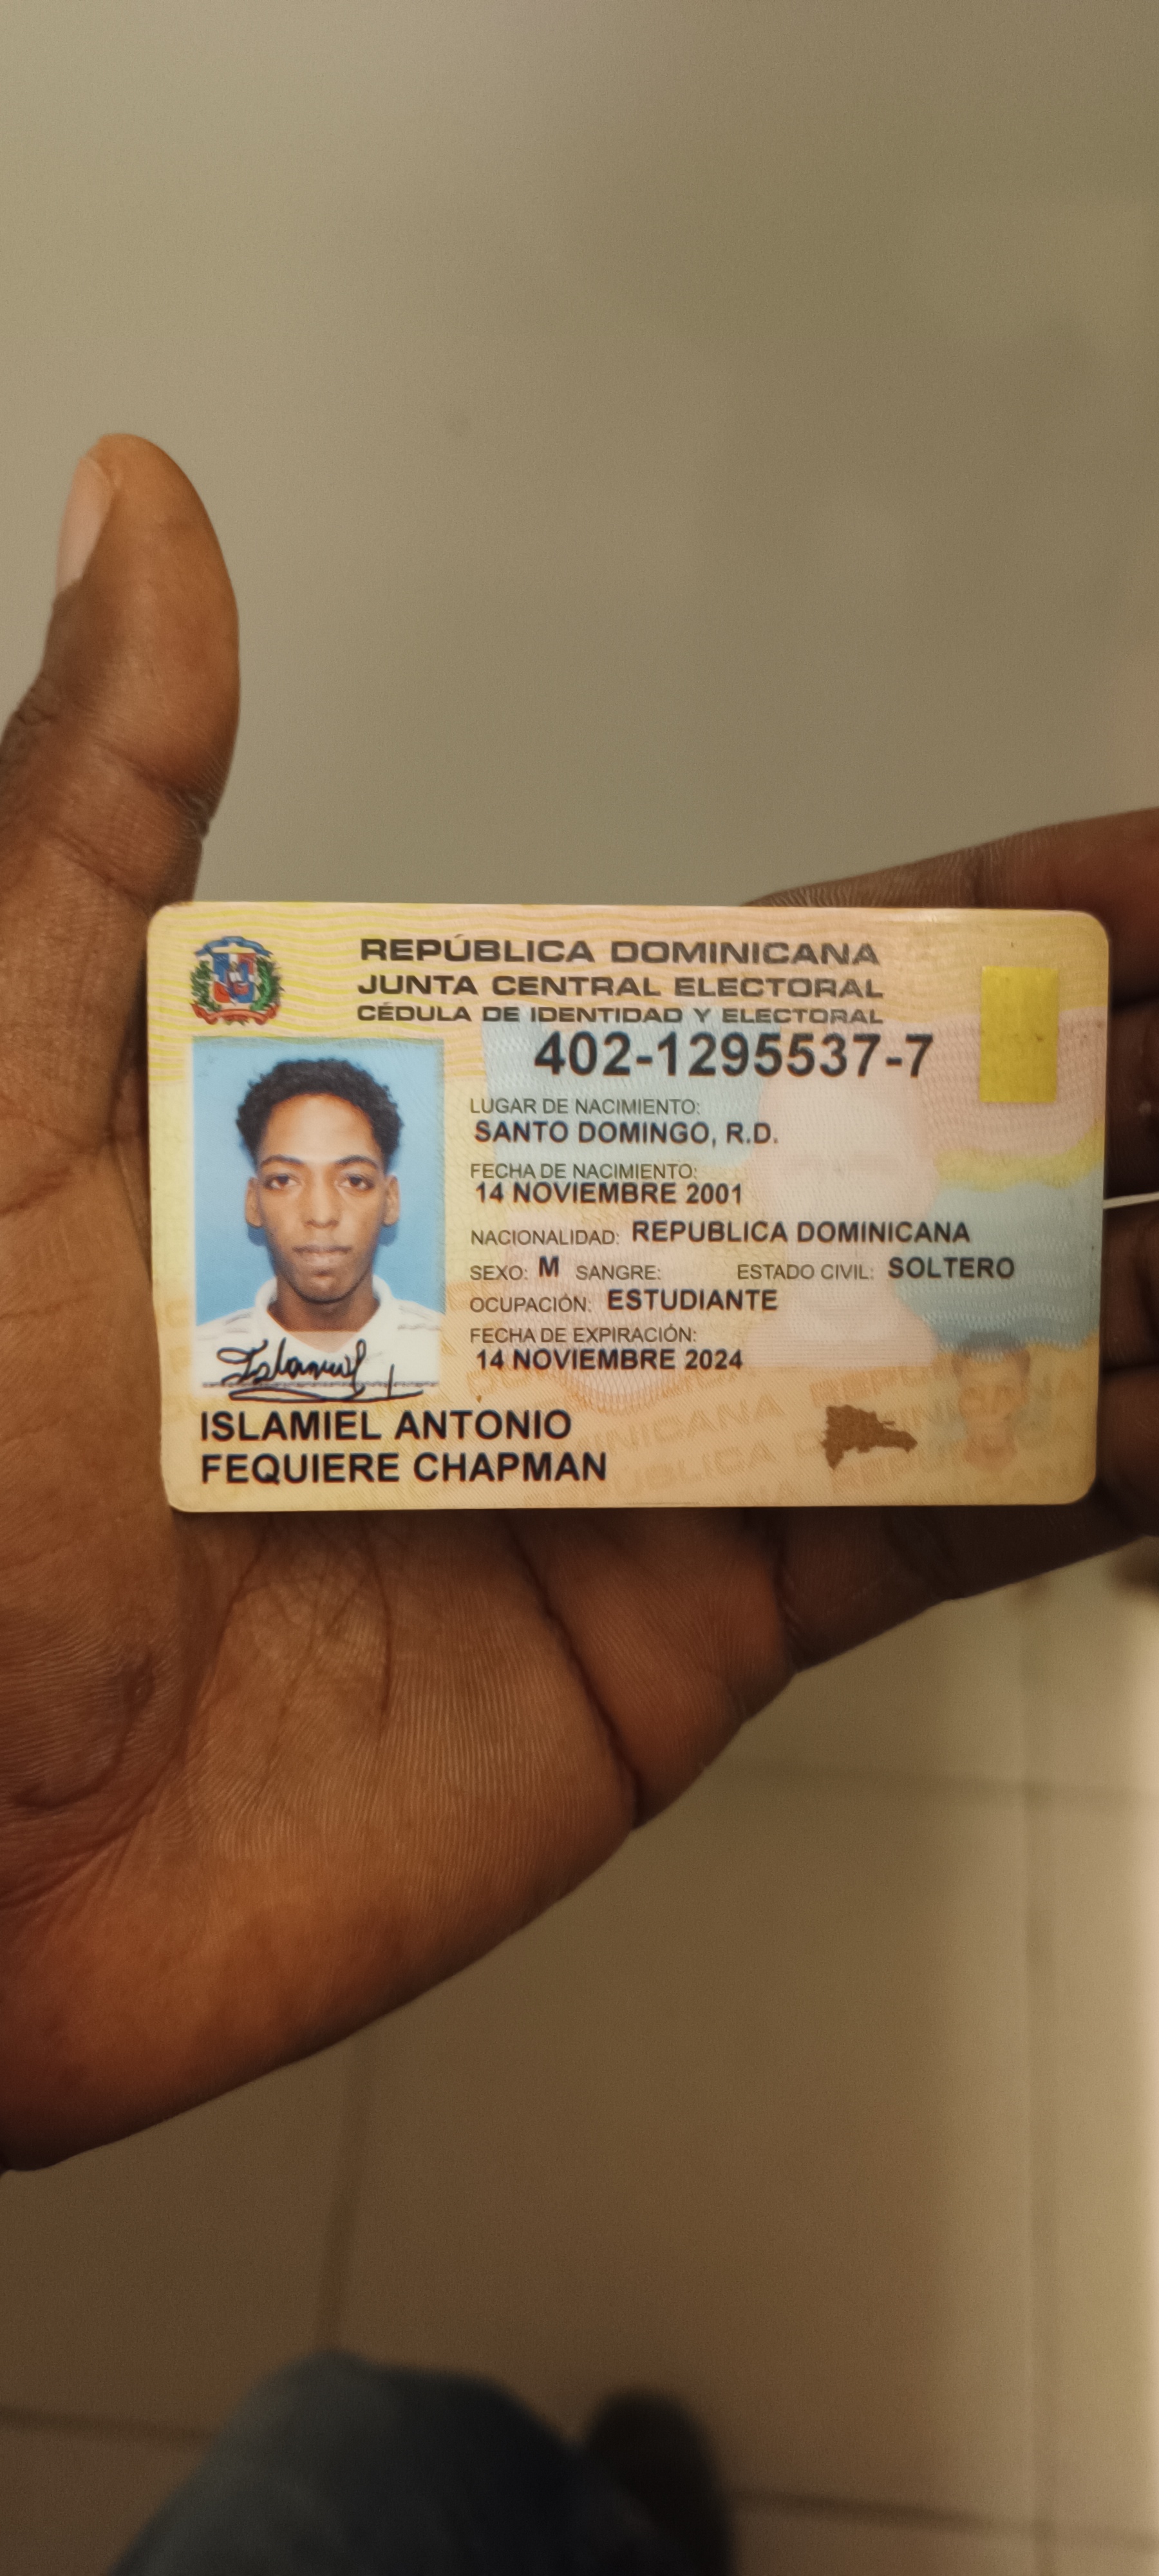 REPÚBLICA DOMINICANA
JUNTA CENTRAL ELECTORAL
CÉDULA DE IDENTIDAD Y ELECTORAL
402-1295537-7
LUGAR DE NACIMIENTO:
SANTO DOMINGO, R.D.
FECHA DE NACIMIENTO:
14 NOVIEMBRE 2001
NACIONALIDAD: REPUBLICA DOMINICANA
SEXO: M SANGRE: ESTADO CIVIL: SOLTERO
OCUPACIÓN: ESTUDIANTE
FECHA DE EXPIRACIÓN:
14 NOVIEMBRE 2024
Islamiel
ISLAMIEL ANTONIO
FEQUIERE CHAPMAN